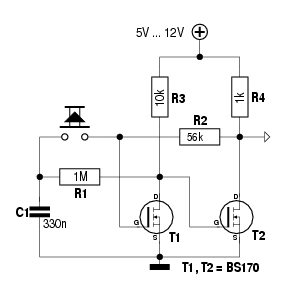 5V ... 12V
10k
R3
1k
R4
R2
56k
1M
R1
C1
330n
D
G
S
T1
D
G
S
T2
T1, T2 = BS170